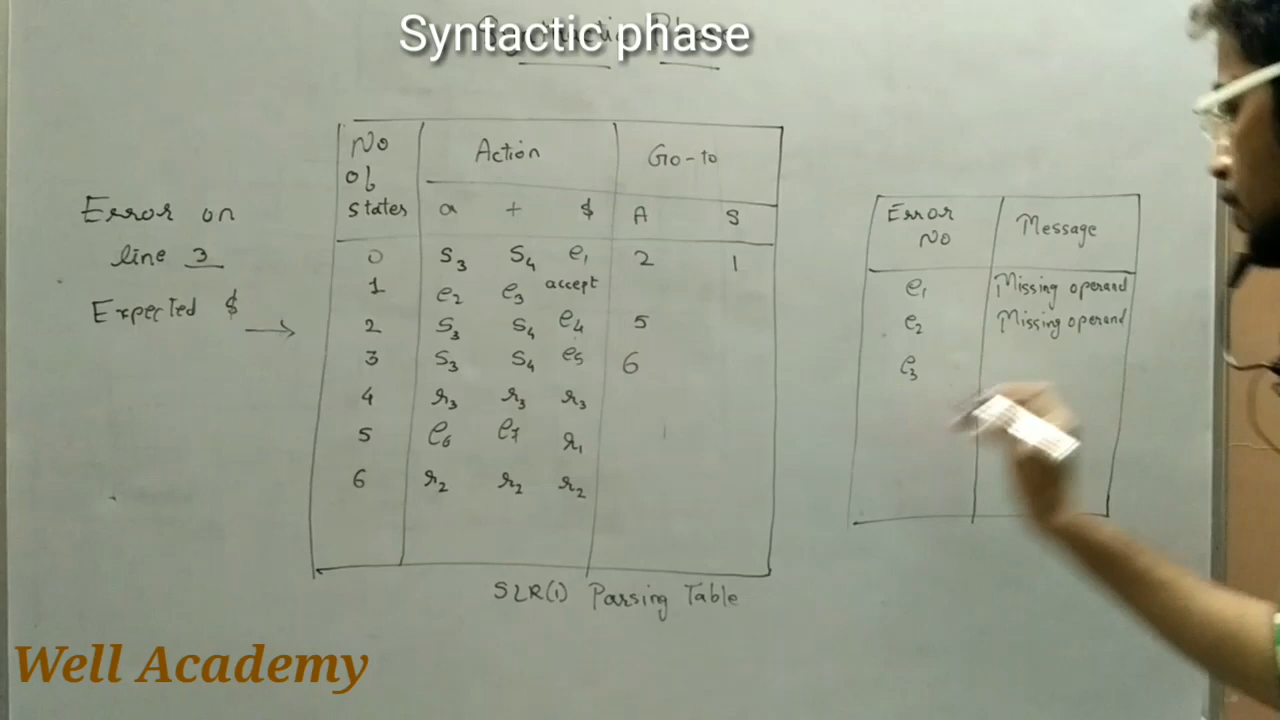 Syntactic phase
Error on
line 3
Expected $
No of states | Action | Go-to
a + $ A S
0 s3 s4 e1 2 1
1 e2 e3 accept
2 s3 s4 e4 5
3 s3 s4 e5 6
4 r3 r3 r3
5 e6 e7 r1
6 r2 r2 r2
SLR(1) Parsing Table
Error No | Message
e1 Missing operand
e2 Missing operand
e3
Well Academy